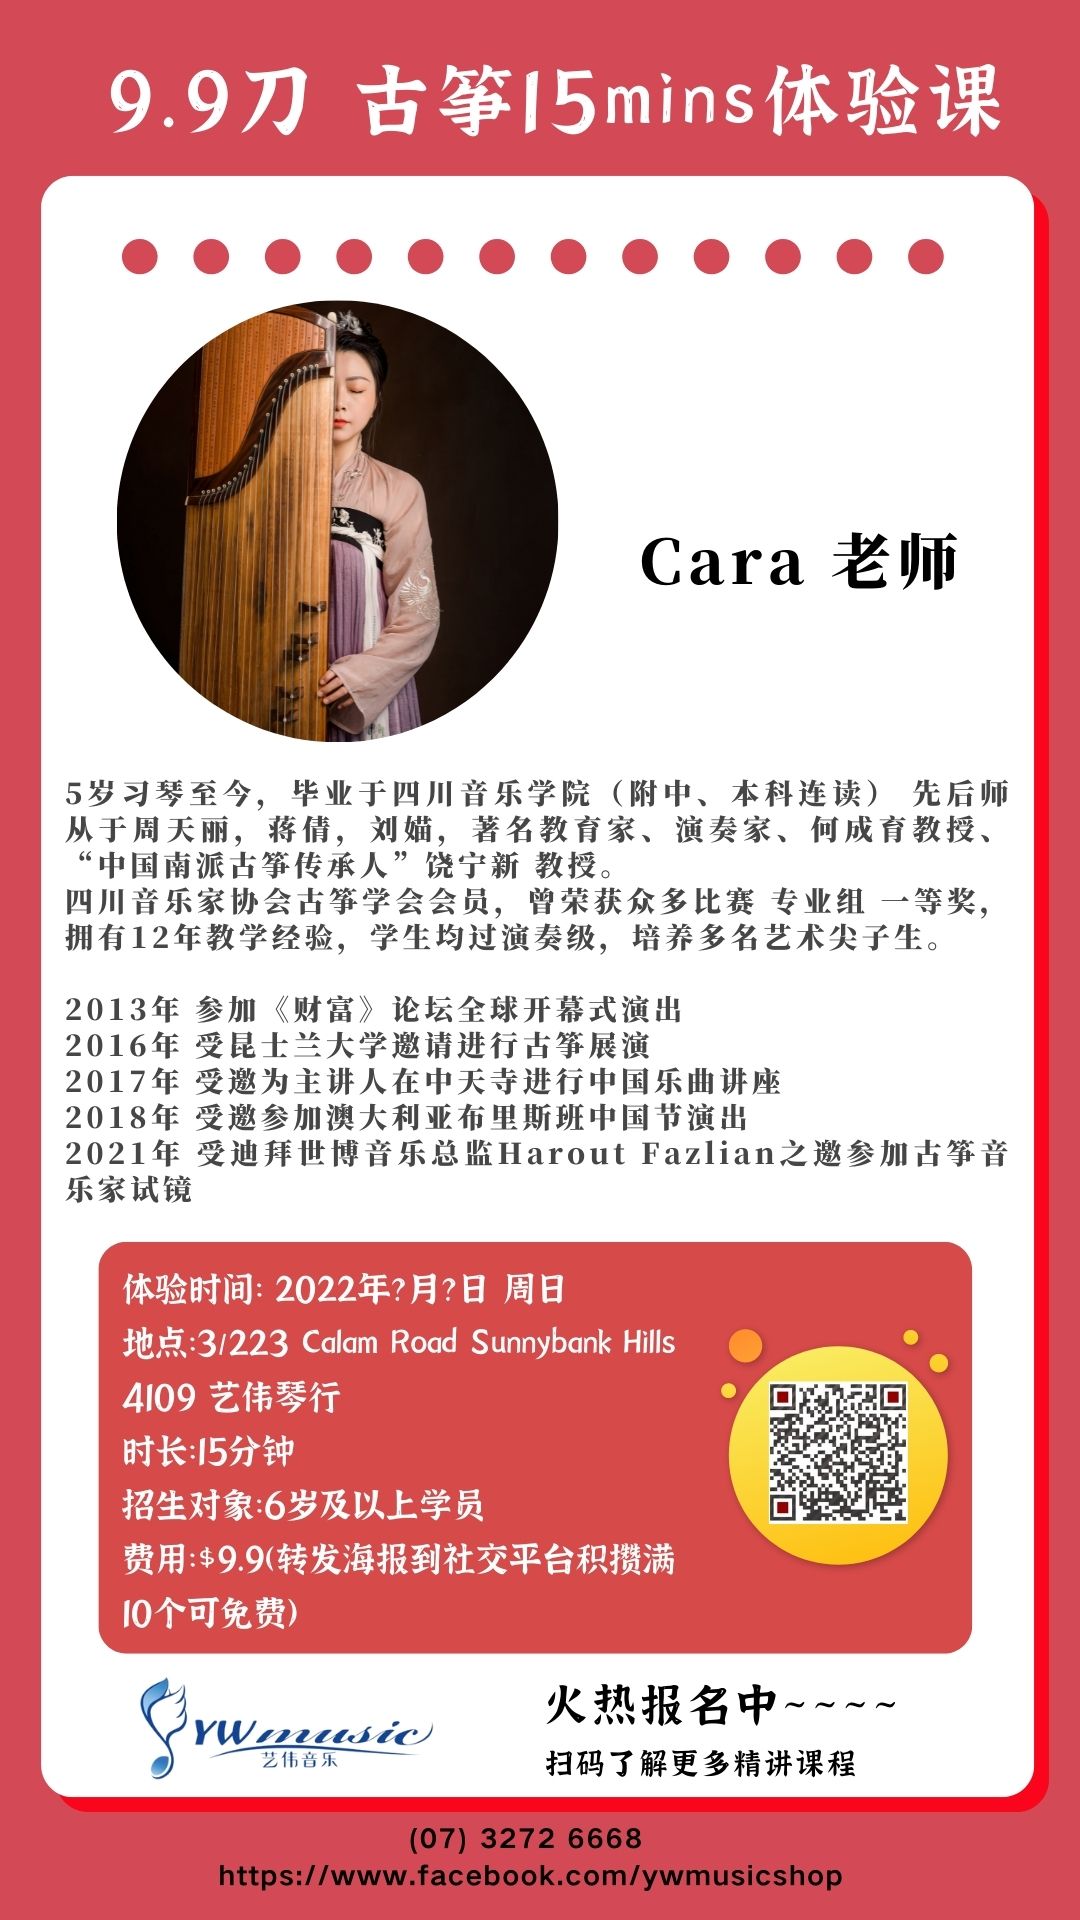 9.9刀 古筝15mins体验课
Cara 老师
5岁习琴至今，毕业于四川音乐学院（附中、本科连读） 先后师
从于周天丽，蒋倩，刘媌，著名教育家、演奏家、何成育教授、
“中国南派古筝传承人”饶宁新 教授。
四川音乐家协会古筝学会会员，曾荣获众多比赛 专业组 一等奖，
拥有12年教学经验，学生均过演奏级，培养多名艺术尖子生。
2013年 参加《财富》论坛全球开幕式演出
2016年 受昆士兰大学邀请进行古筝展演
2017年 受邀为主讲人在中天寺进行中国乐曲讲座
2018年 受邀参加澳大利亚布里斯班中国节演出
2021年 受迪拜世博音乐总监Harout Fazlian之邀参加古筝音
乐家试镜
体验时间: 2022年?月?日 周日
地点:3/223 Calam Road Sunnybank Hills
4109 艺伟琴行
时长:15分钟
招生对象:6岁及以上学员
费用:$9.9(转发海报到社交平台积攒满
10个可免费)
YWmusic
艺伟音乐
火热报名中~~~~
扫码了解更多精讲课程
(07) 3272 6668
https://www.facebook.com/ywmusicshop